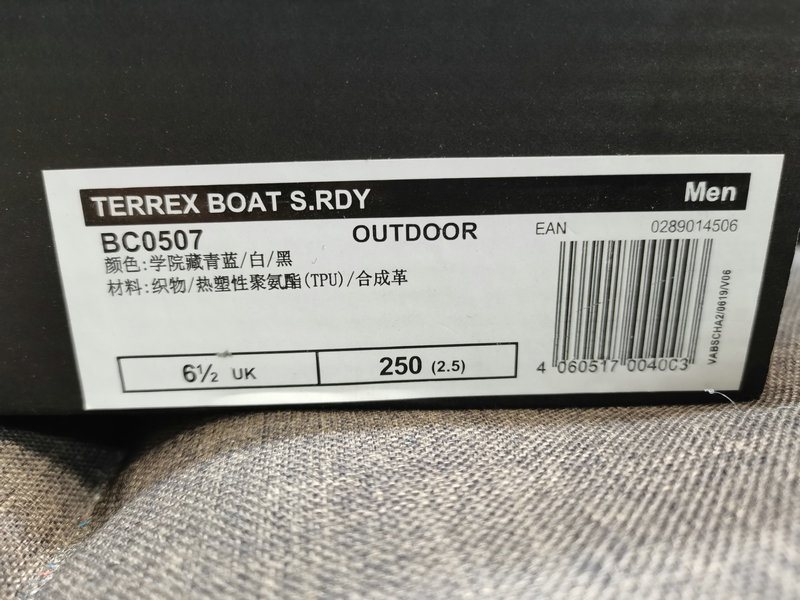 TERREX BOAT S.RDY Men
BC0507 OUTDOOR EAN 0289014506
颜色:学院藏青蓝/白/黑
材料:织物/热塑性聚氨酯(TPU)/合成革
6½ UK 250 (2.5)
4 060517 004003
VABSCHA2/0619/V06